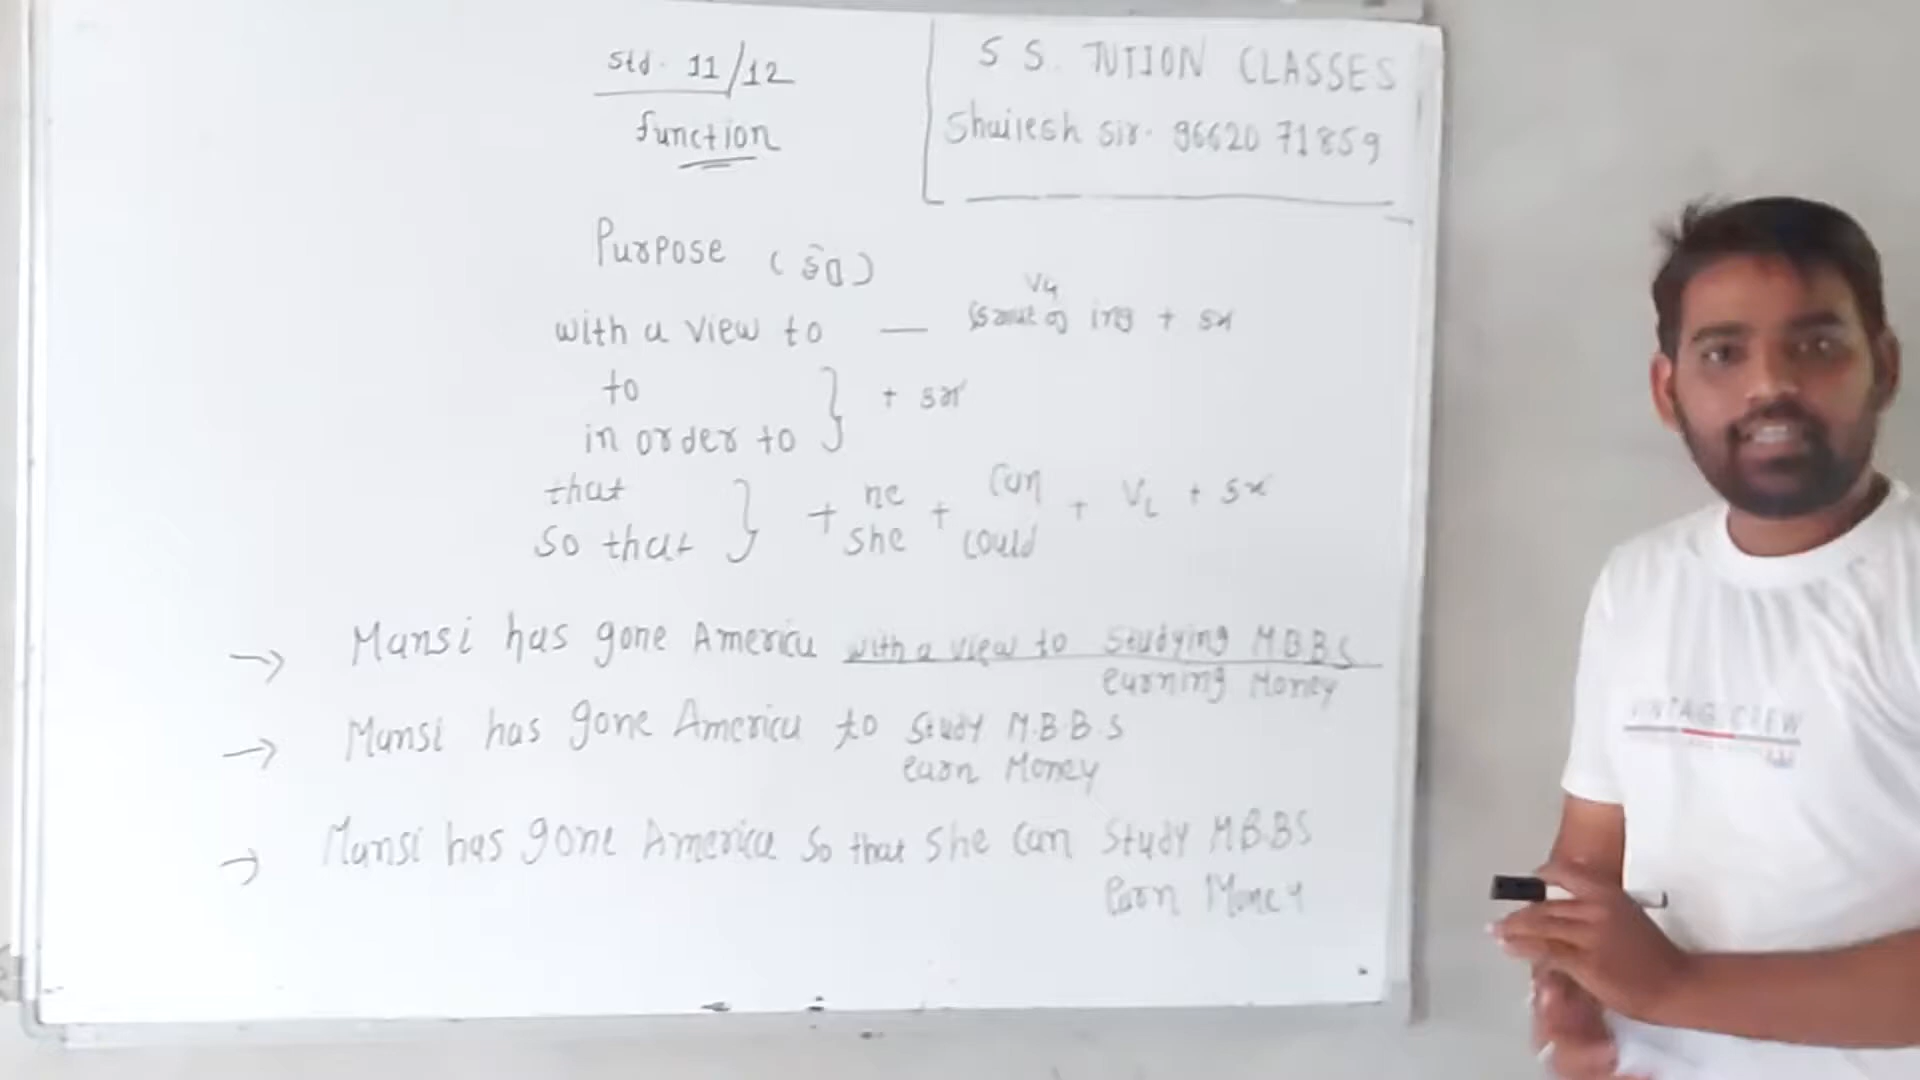 Std. 11/12
function
S S. TUTION CLASSES
Shailesh Sir. 96620 71859
Purpose
with a view to — V4 ing +
to
in order to } +
that
so that } + he she + can could + V1 +
→ Mansi has gone America with a view to studying M.B.B.S
earning Money
→ Mansi has gone America to study M.B.B.S
earn Money
→ Mansi has gone America so that she can study M.B.B.S
earn Money
VINTAGE CREW